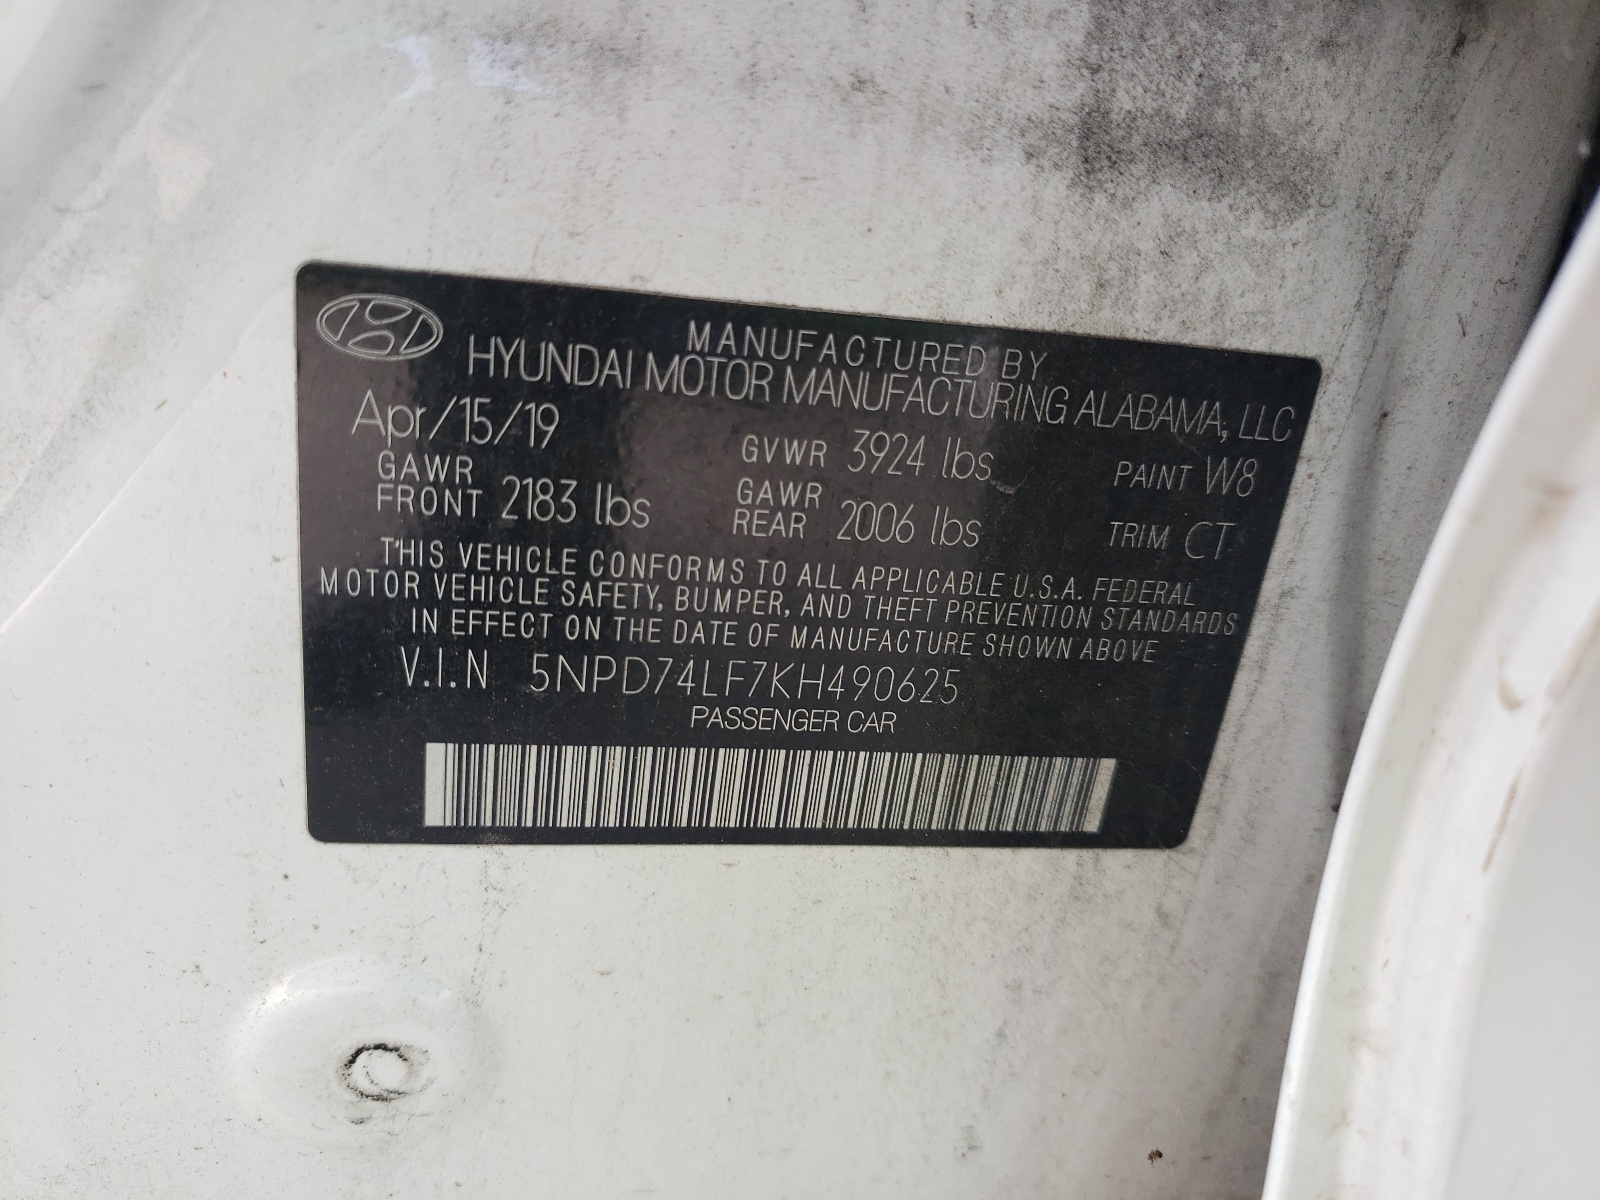 MANUFACTURED BY
HYUNDAI MOTOR MANUFACTURING ALABAMA, LLC
Apr/15/19 GVWR 3924 lbs PAINT W8
GAWR FRONT 2183 lbs GAWR REAR 2006 lbs TRIM CT
THIS VEHICLE CONFORMS TO ALL APPLICABLE U.S.A. FEDERAL
MOTOR VEHICLE SAFETY, BUMPER, AND THEFT PREVENTION STANDARDS
IN EFFECT ON THE DATE OF MANUFACTURE SHOWN ABOVE
V.I.N 5NPD74LF7KH490625
PASSENGER CAR